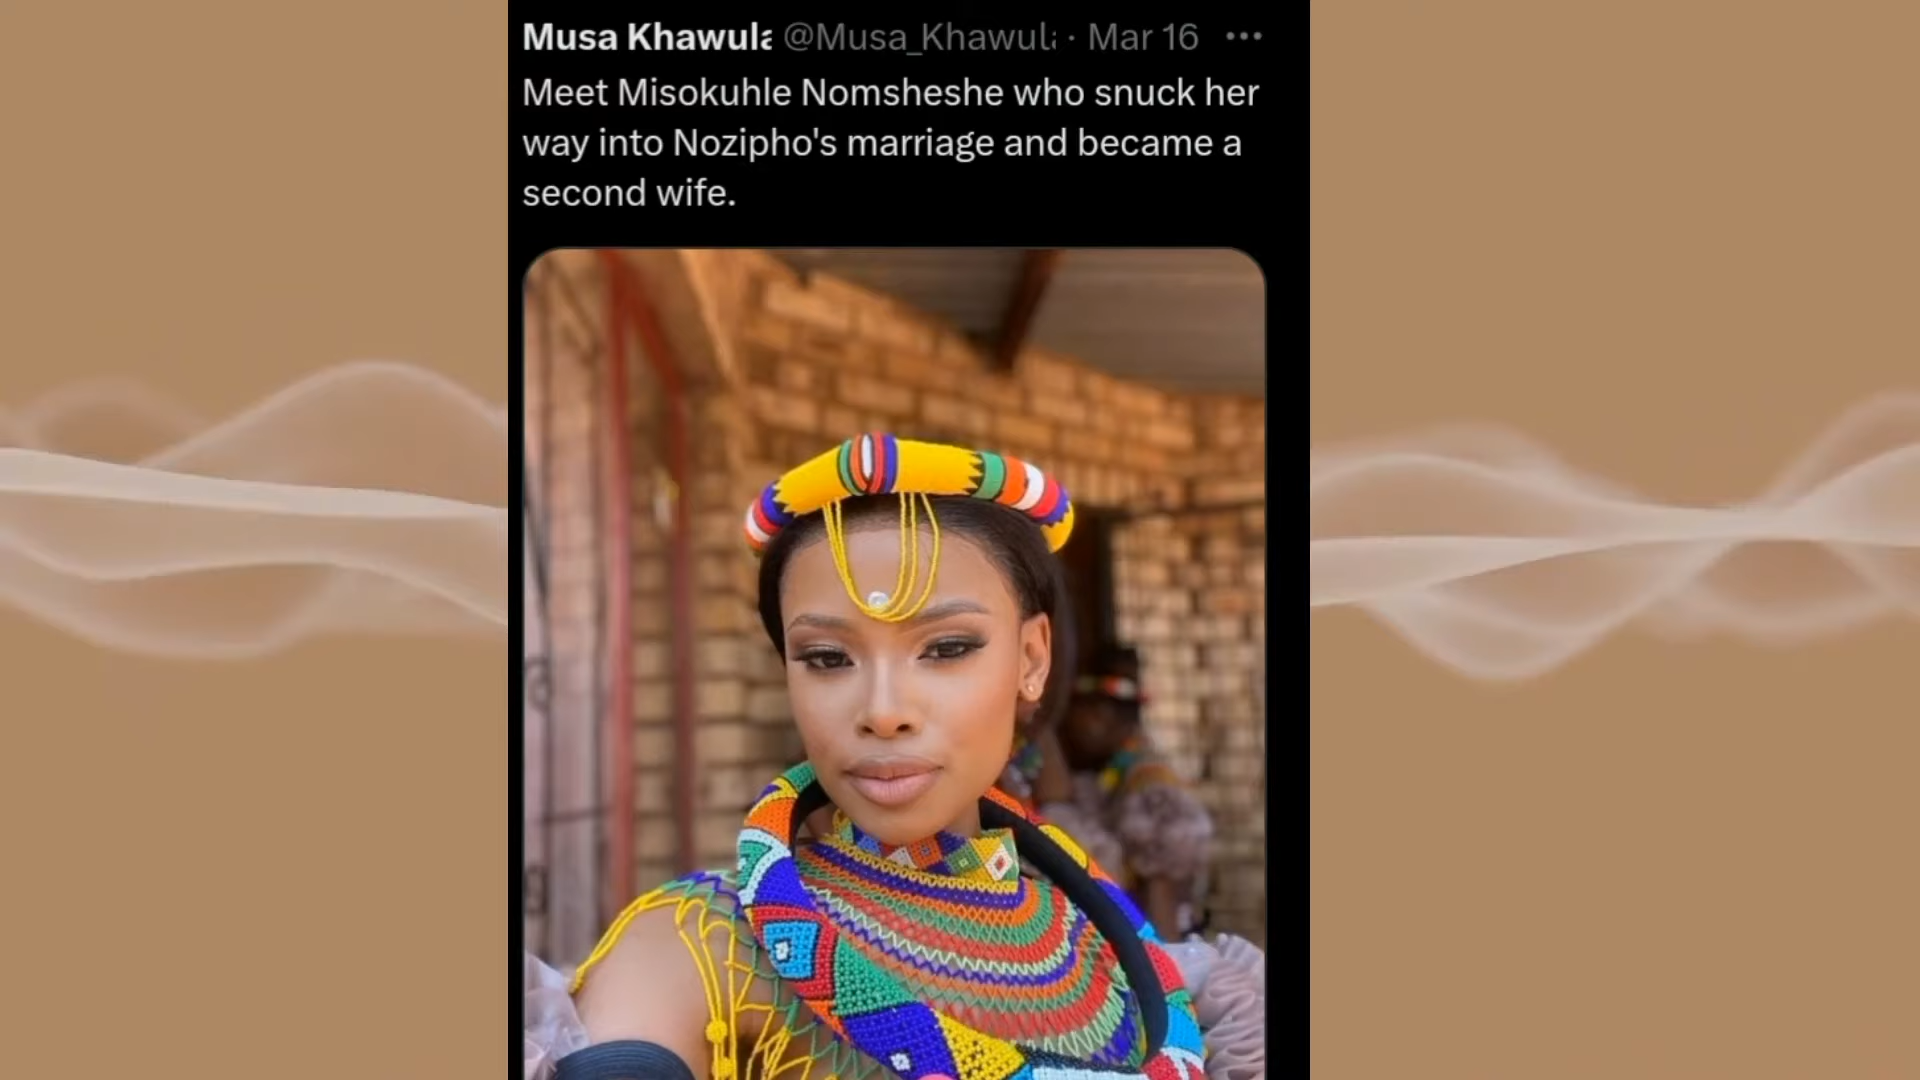 Musa Khawula @Musa_Khawula · Mar 16 •••
Meet Misokuhle Nomsheshe who snuck her
way into Nozipho's marriage and became a
second wife.